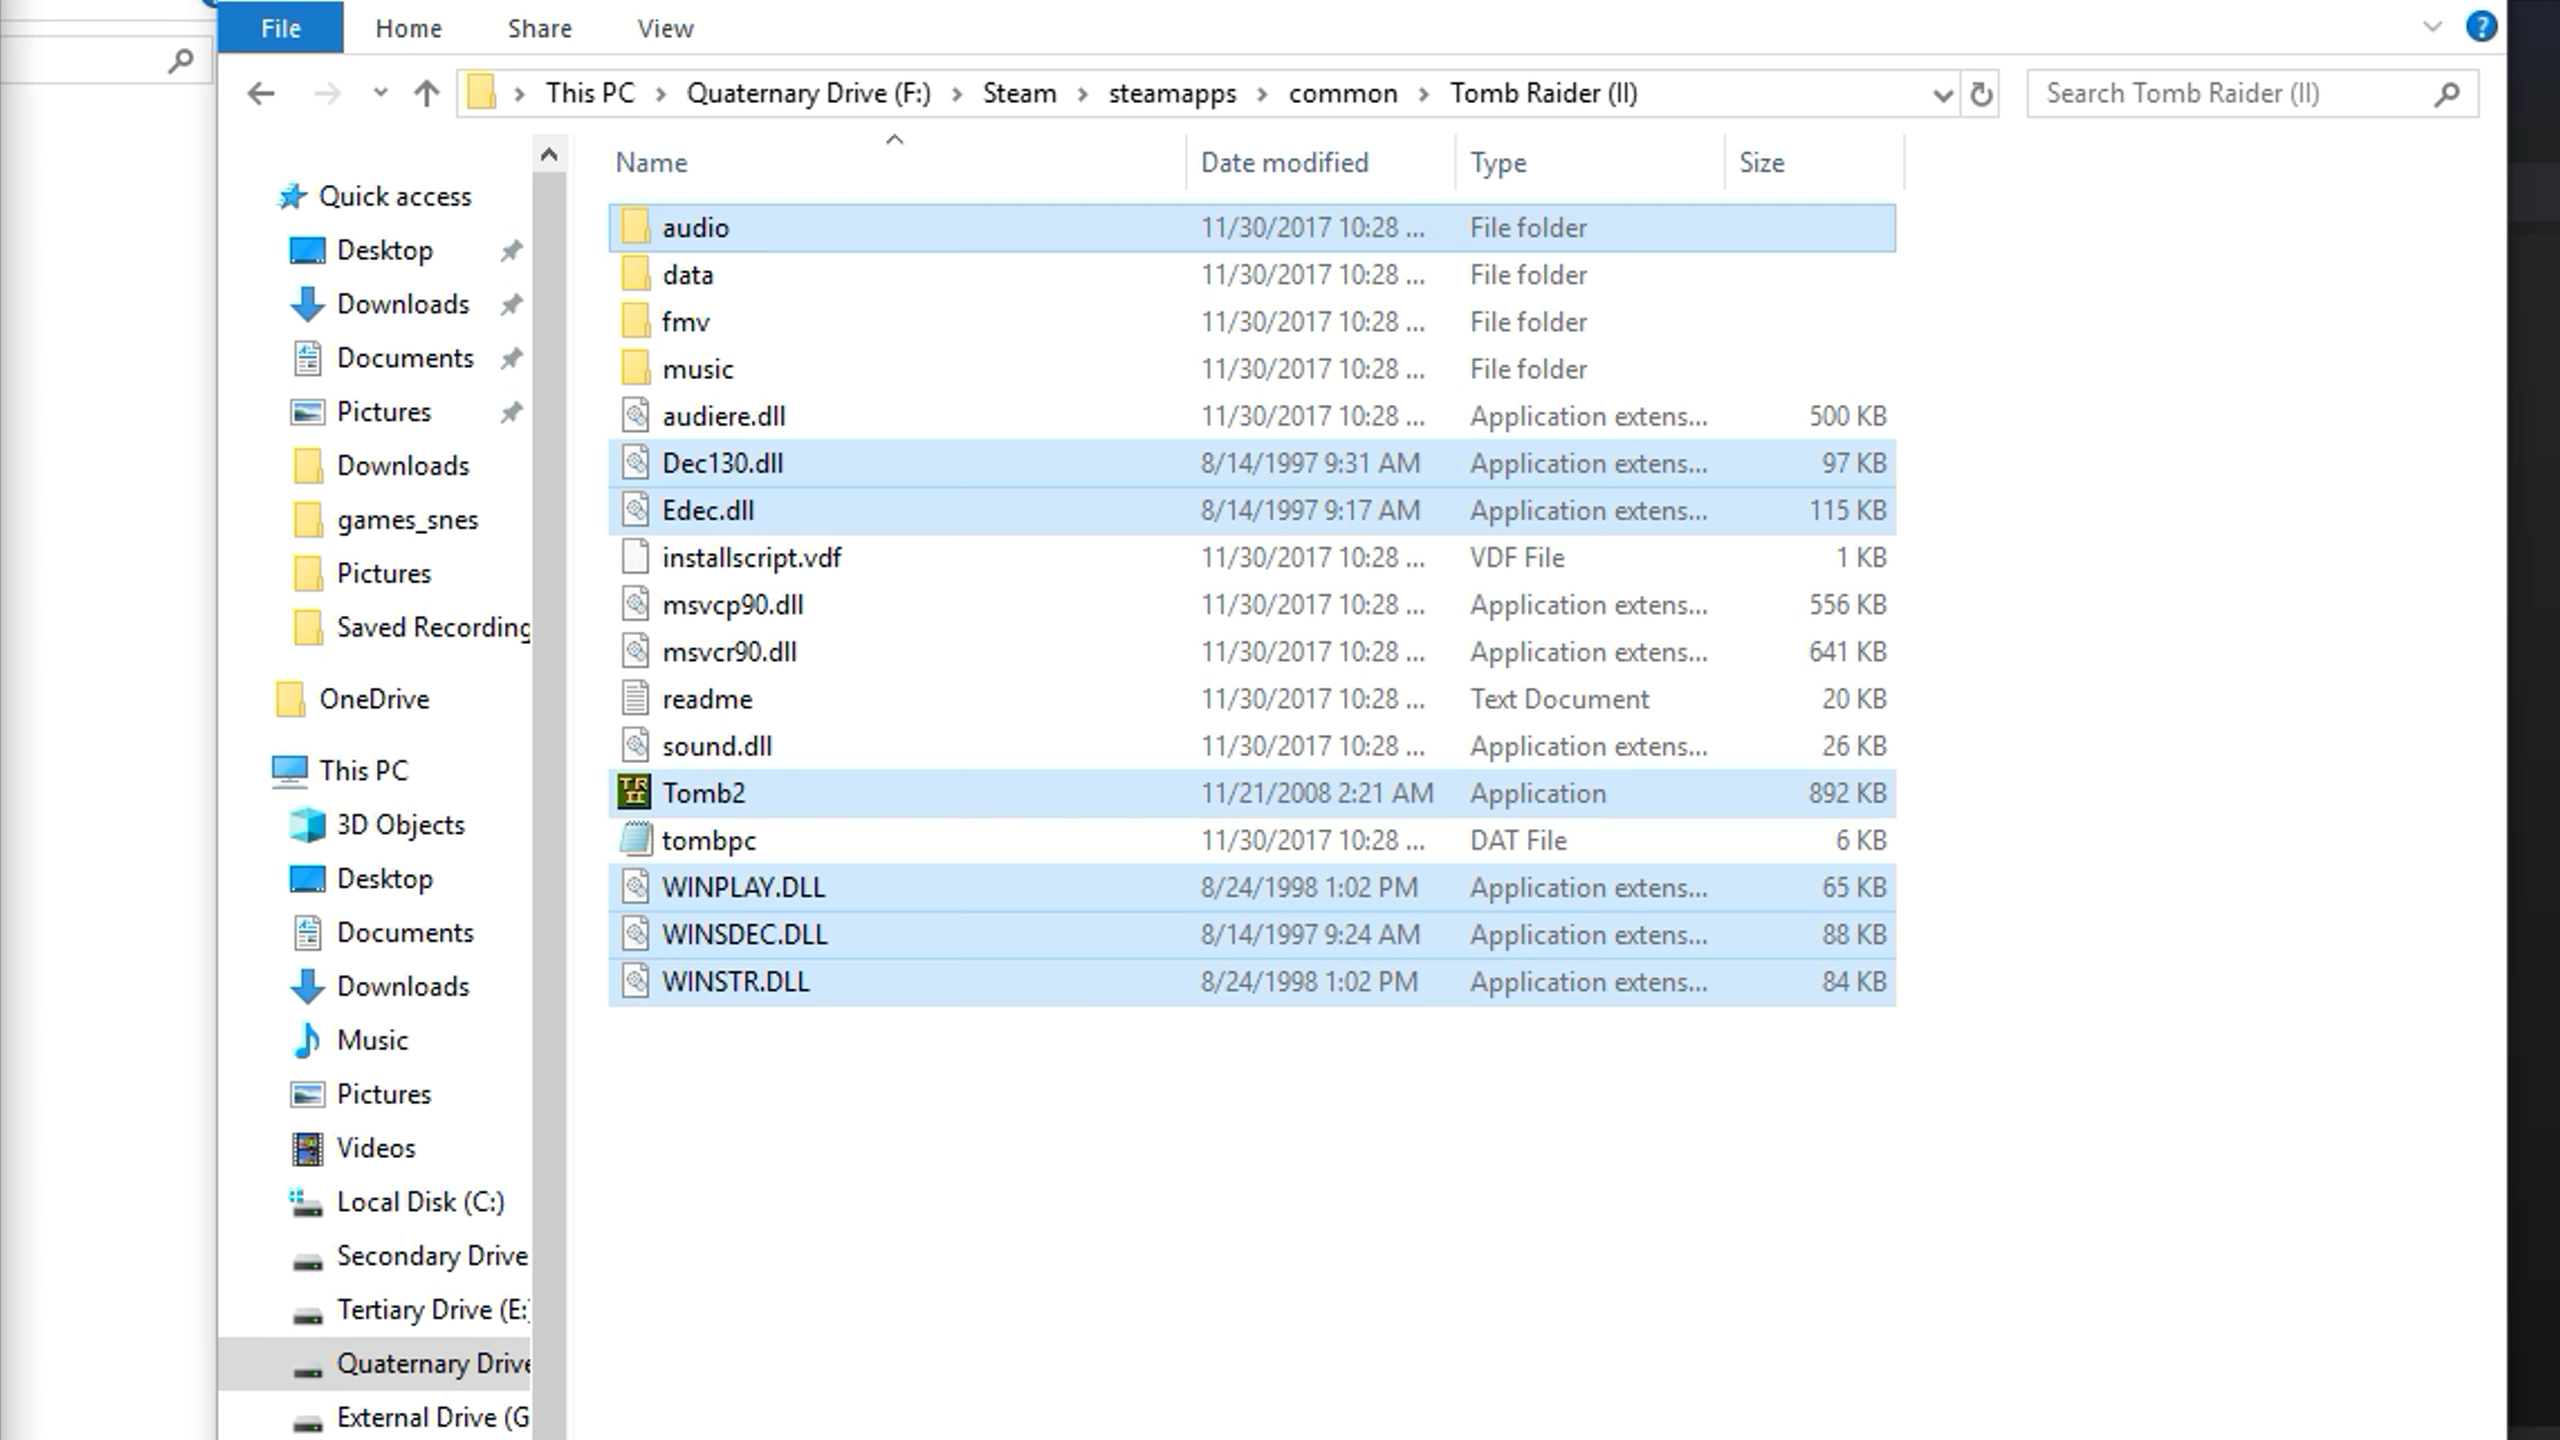 File Home Share View
This PC Quaternary Drive (F:) Steam steamapps common Tomb Raider (II) Search Tomb Raider (II)
Name Date modified Type Size
Quick access
Desktop
Downloads
Documents
Pictures
Downloads
games_snes
Pictures
Saved Recording
OneDrive
This PC
3D Objects
Desktop
Documents
Downloads
Music
Pictures
Videos
Local Disk (C:)
Secondary Drive
Tertiary Drive (E:
Quaternary Drive
External Drive (G
audio 11/30/2017 10:28 ... File folder
data 11/30/2017 10:28 ... File folder
fmv 11/30/2017 10:28 ... File folder
music 11/30/2017 10:28 ... File folder
audiere.dll 11/30/2017 10:28 ... Application extens... 500 KB
Dec130.dll 8/14/1997 9:31 AM Application extens... 97 KB
Edec.dll 8/14/1997 9:17 AM Application extens... 115 KB
installscript.vdf 11/30/2017 10:28 ... VDF File 1 KB
msvcp90.dll 11/30/2017 10:28 ... Application extens... 556 KB
msvcr90.dll 11/30/2017 10:28 ... Application extens... 641 KB
readme 11/30/2017 10:28 ... Text Document 20 KB
sound.dll 11/30/2017 10:28 ... Application extens... 26 KB
TR II Tomb2 11/21/2008 2:21 AM Application 892 KB
tombpc 11/30/2017 10:28 ... DAT File 6 KB
WINPLAY.DLL 8/24/1998 1:02 PM Application extens... 65 KB
WINSDEC.DLL 8/14/1997 9:24 AM Application extens... 88 KB
WINSTR.DLL 8/24/1998 1:02 PM Application extens... 84 KB